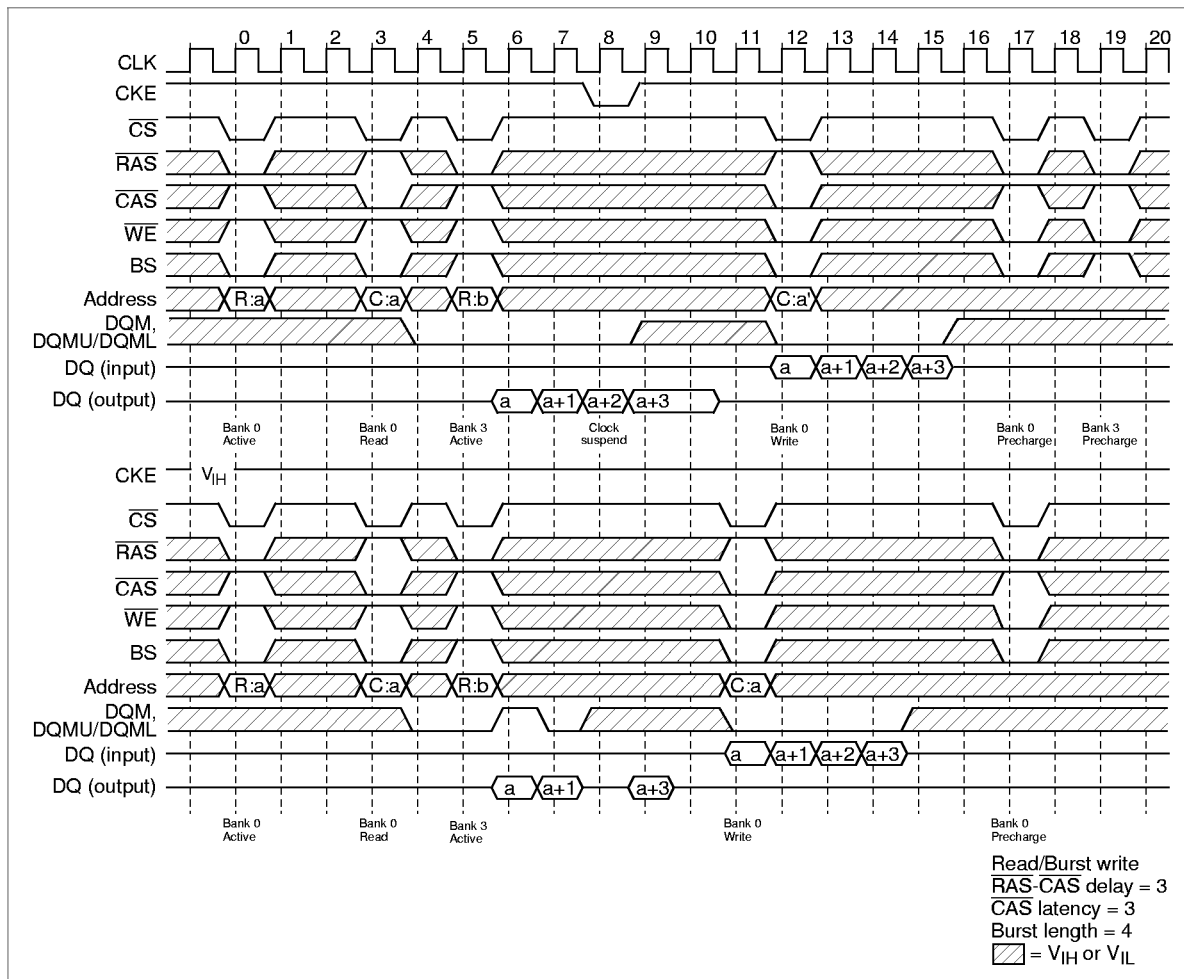 0 1 2 3 4 5 6 7 8 9 10 11 12 13 14 15 16 17 18 19 20
CLK
CKE
CS
RAS
CAS
WE
BS
Address R:a C:a R:b C:a'
DQM,
DQMU/DQML
DQ (input) a a+1 a+2 a+3
DQ (output) a a+1 a+2 a+3
Bank 0 Bank 0 Bank 3 Clock Bank 0 Bank 0 Bank 3
Active Read Active suspend Write Precharge Precharge
CKE VIH
CS
RAS
CAS
WE
BS
Address R:a C:a R:b C:a
DQM,
DQMU/DQML
DQ (input) a a+1 a+2 a+3
DQ (output) a a+1 a+3
Bank 0 Bank 0 Bank 3 Bank 0 Bank 0
Active Read Active Write Precharge
Read/Burst write
RAS-CAS delay = 3
CAS latency = 3
Burst length = 4
= VIH or VIL